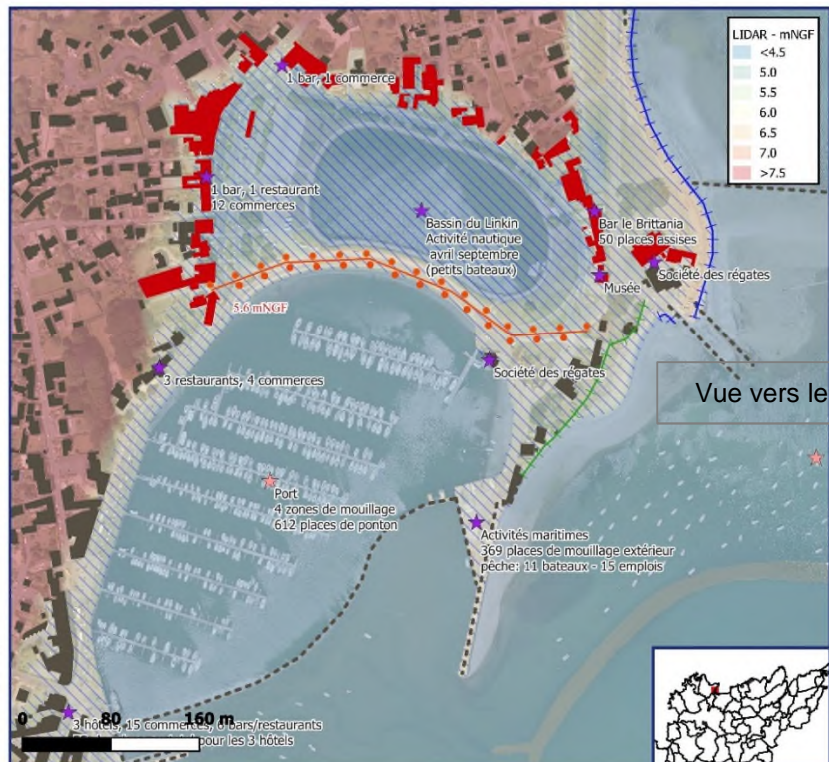 LIDAR - mNGF
<4.5
5.0
5.5
6.0
6.5
7.0
>7.5
1 bar, 1 commerce
1 bar, 1 restaurant
12 commerces
Bassin du Linkin
Activité nautique
avril septembre
(petits bateaux)
Bar le Brittania
50 places assises
Société des régates
Musée
5.6 mNGF
3 restaurants, 4 commerces
Société des régates
Vue vers le
Port
4 zones de mouillage
612 places de ponton
Activités maritimes
369 places de mouillage extérieur
pêche: 11 bateaux - 15 emplois
0 80 160 m
3 hôtels, 15 commerces, 6 bars/restaurants
pour les 3 hôtels